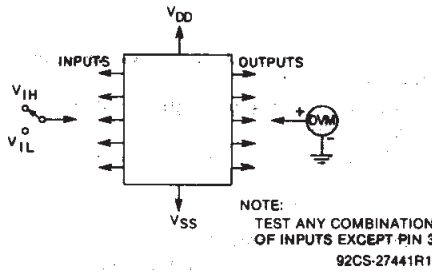 VDD
INPUTS
OUTPUTS
VIH
VIL
+
DVM
-
VSS
NOTE:
TEST ANY COMBINATION
OF INPUTS EXCEPT PIN 3
92CS-27441R1